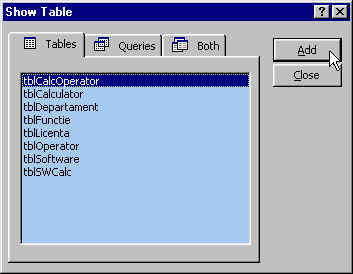 Show Table
? ×
Tables Queries Both
Add
Close
tblCalcOperator
tblCalculator
tblDepartament
tblFunctie
tblLicenta
tblOperator
tblSoftware
tblSWCalc